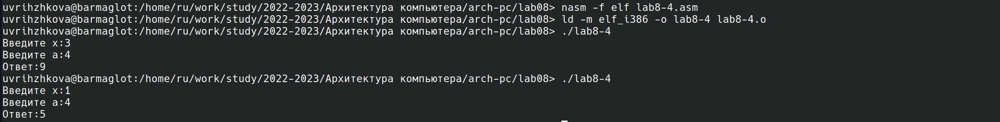 uvrihzhkova@barmaglot:/home/ru/work/study/2022-2023/Архитектура компьютера/arch-pc/lab08> nasm -f elf lab8-4.asm
uvrihzhkova@barmaglot:/home/ru/work/study/2022-2023/Архитектура компьютера/arch-pc/lab08> ld -m elf_i386 -o lab8-4 lab8-4.o
uvrihzhkova@barmaglot:/home/ru/work/study/2022-2023/Архитектура компьютера/arch-pc/lab08> ./lab8-4
Введите x:3
Введите a:4
Ответ:9
uvrihzhkova@barmaglot:/home/ru/work/study/2022-2023/Архитектура компьютера/arch-pc/lab08> ./lab8-4
Введите x:1
Введите a:4
Ответ:5